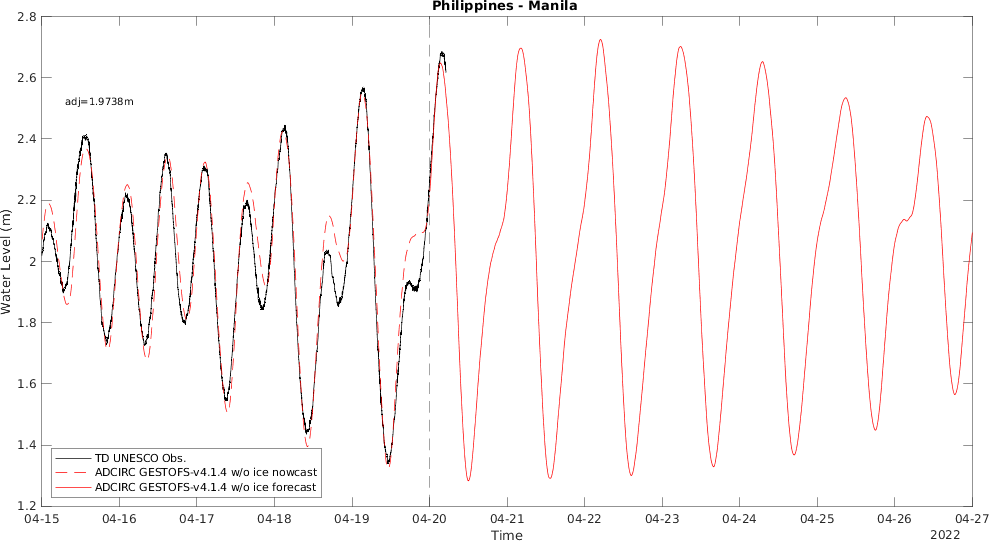 Philippines - Manila
2.8
2.6
2.4
2.2
2
1.8
1.6
1.4
1.2
Water Level (m)
adj=1.9738m
TD UNESCO Obs.
ADCIRC GESTOFS-v4.1.4 w/o ice nowcast
ADCIRC GESTOFS-v4.1.4 w/o ice forecast
04-15 04-16 04-17 04-18 04-19 04-20 04-21 04-22 04-23 04-24 04-25 04-26 04-27
Time
2022